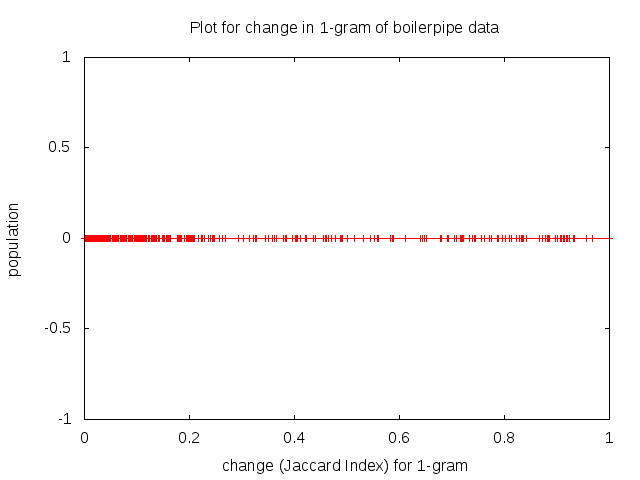 Plot for change in 1-gram of boilerpipe data
1
0.5
0
-0.5
-1
population
0 0.2 0.4 0.6 0.8 1
change (Jaccard Index) for 1-gram